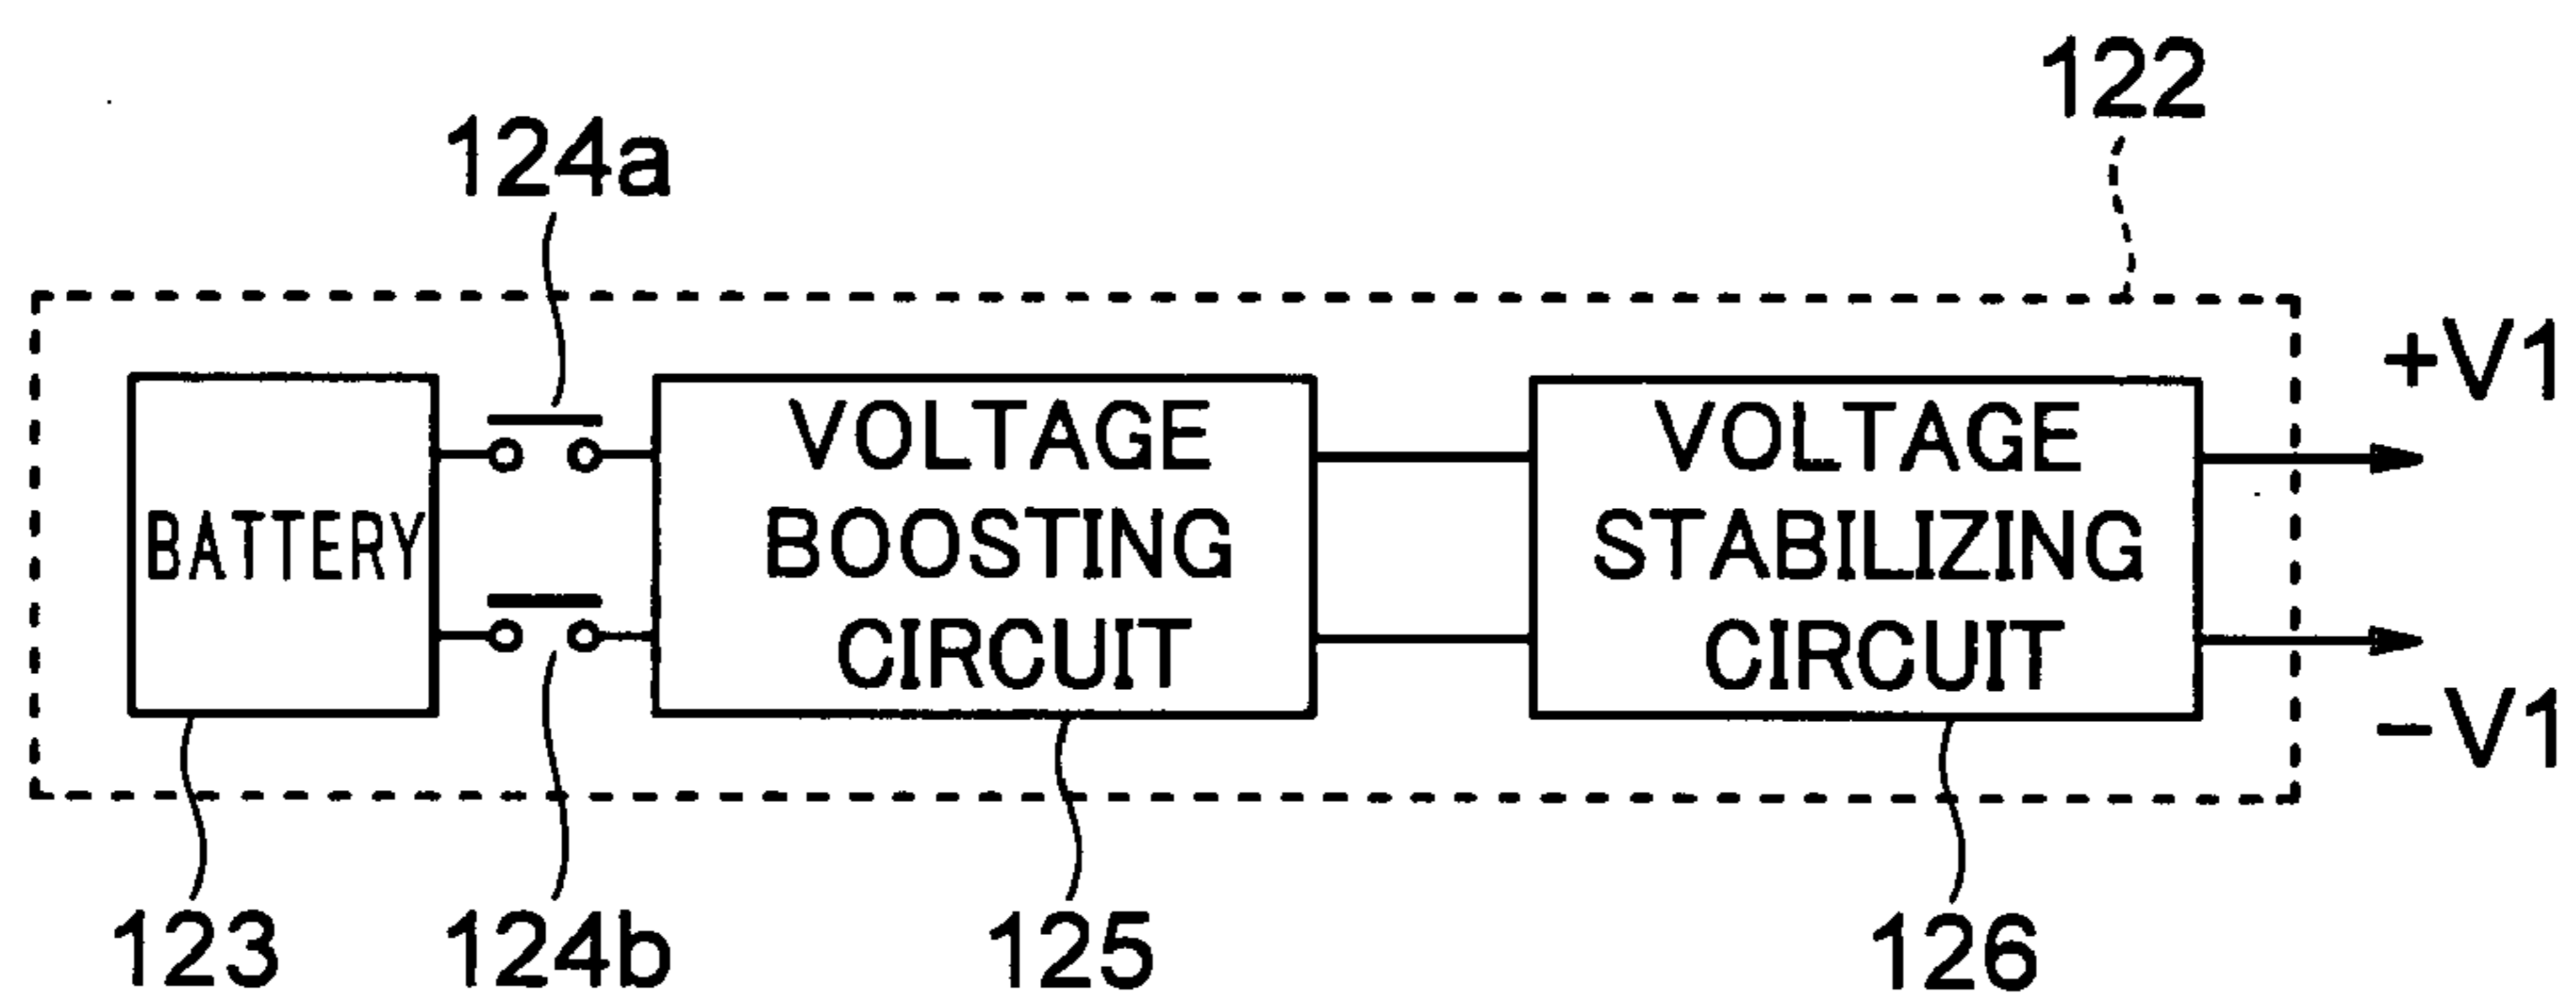 122
124a
+V1
BATTERY
VOLTAGE
BOOSTING
CIRCUIT
VOLTAGE
STABILIZING
CIRCUIT
−V1
123
124b
125
126